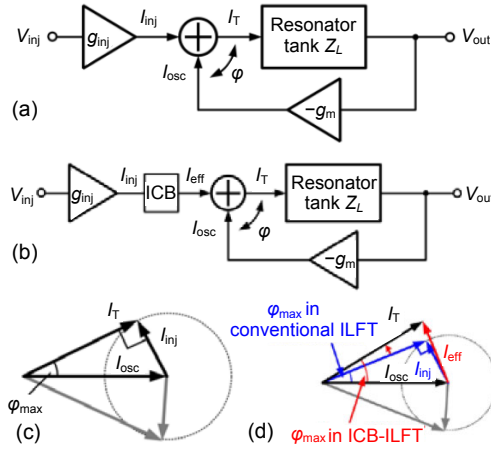 V_inj g_inj I_inj I_T Resonator tank Z_L V_out
I_osc φ
−g_m
(a)
V_inj g_inj I_inj ICB I_eff I_T Resonator tank Z_L V_out
I_osc φ
−g_m
(b)
I_T I_inj
I_osc
φ_max
(c)
φ_max in
conventional ILFT
I_T
I_eff
I_osc I_inj
φ_max in ICB-ILFT
(d)